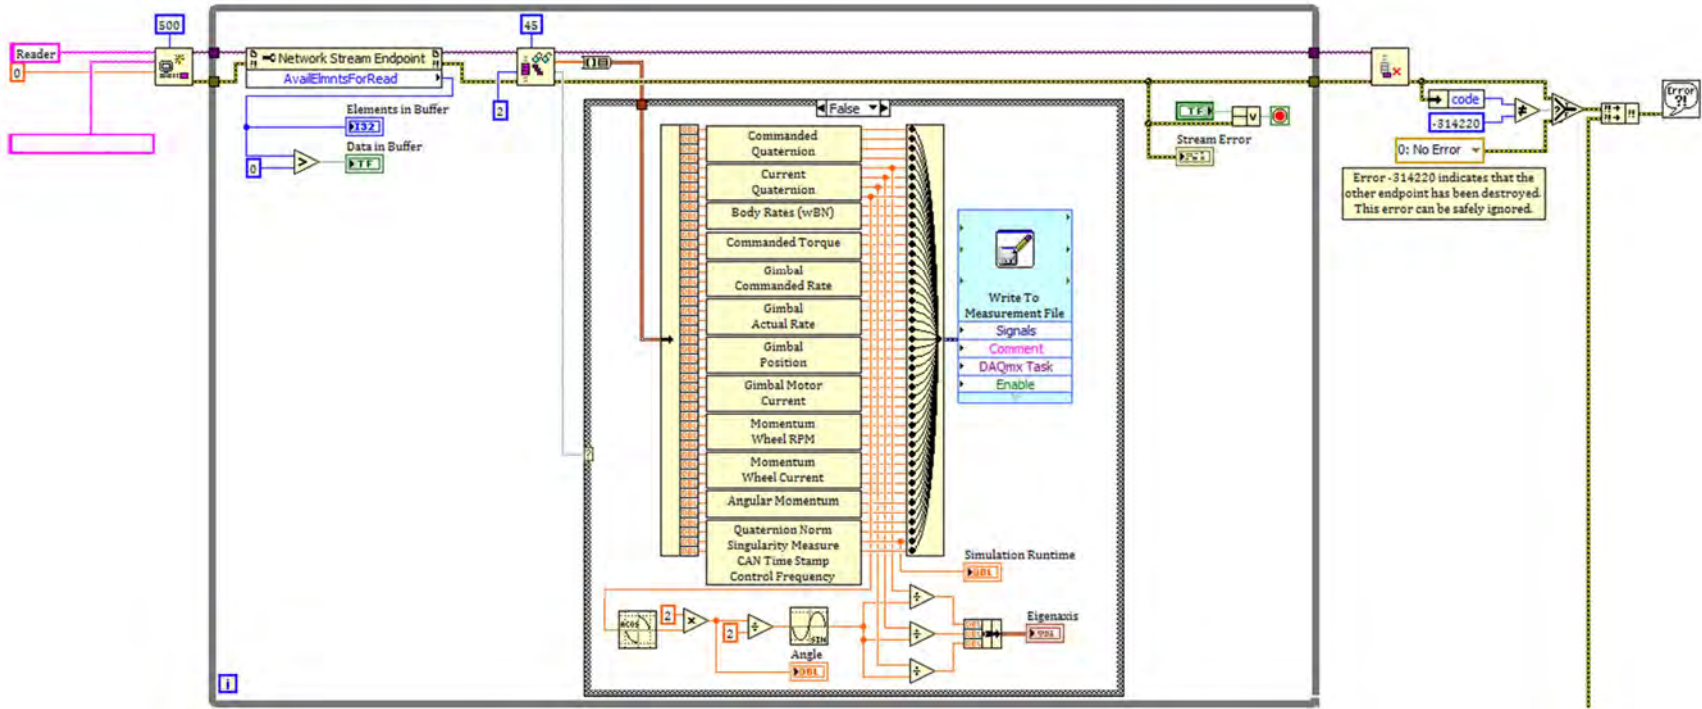 500
45
Reader
0
Network Stream Endpoint
AvailElmntsForRead
2
Elements in Buffer
I32
Data in Buffer
0
>
TF
False
Commanded
Quaternion
Current
Quaternion
Body Rates (wBN)
Commanded Torque
Gimbal
Commanded Rate
Gimbal
Actual Rate
Gimbal
Position
Gimbal Motor
Current
Momentum
Wheel RPM
Momentum
Wheel Current
Angular Momentum
Quaternion Norm
Singularity Measure
CAN Time Stamp
Control Frequency
Write To
Measurement File
Signals
Comment
DAQmx Task
Enable
Simulation Runtime
DBL
Eigenaxis
DBL
acos
2
×
2
÷
SIN
÷
÷
÷
Angle
DBL
i
TF
V
Stream Error
code
-314220
≠
0: No Error
Error
?!
Error -314220 indicates that the
other endpoint has been destroyed.
This error can be safely ignored.